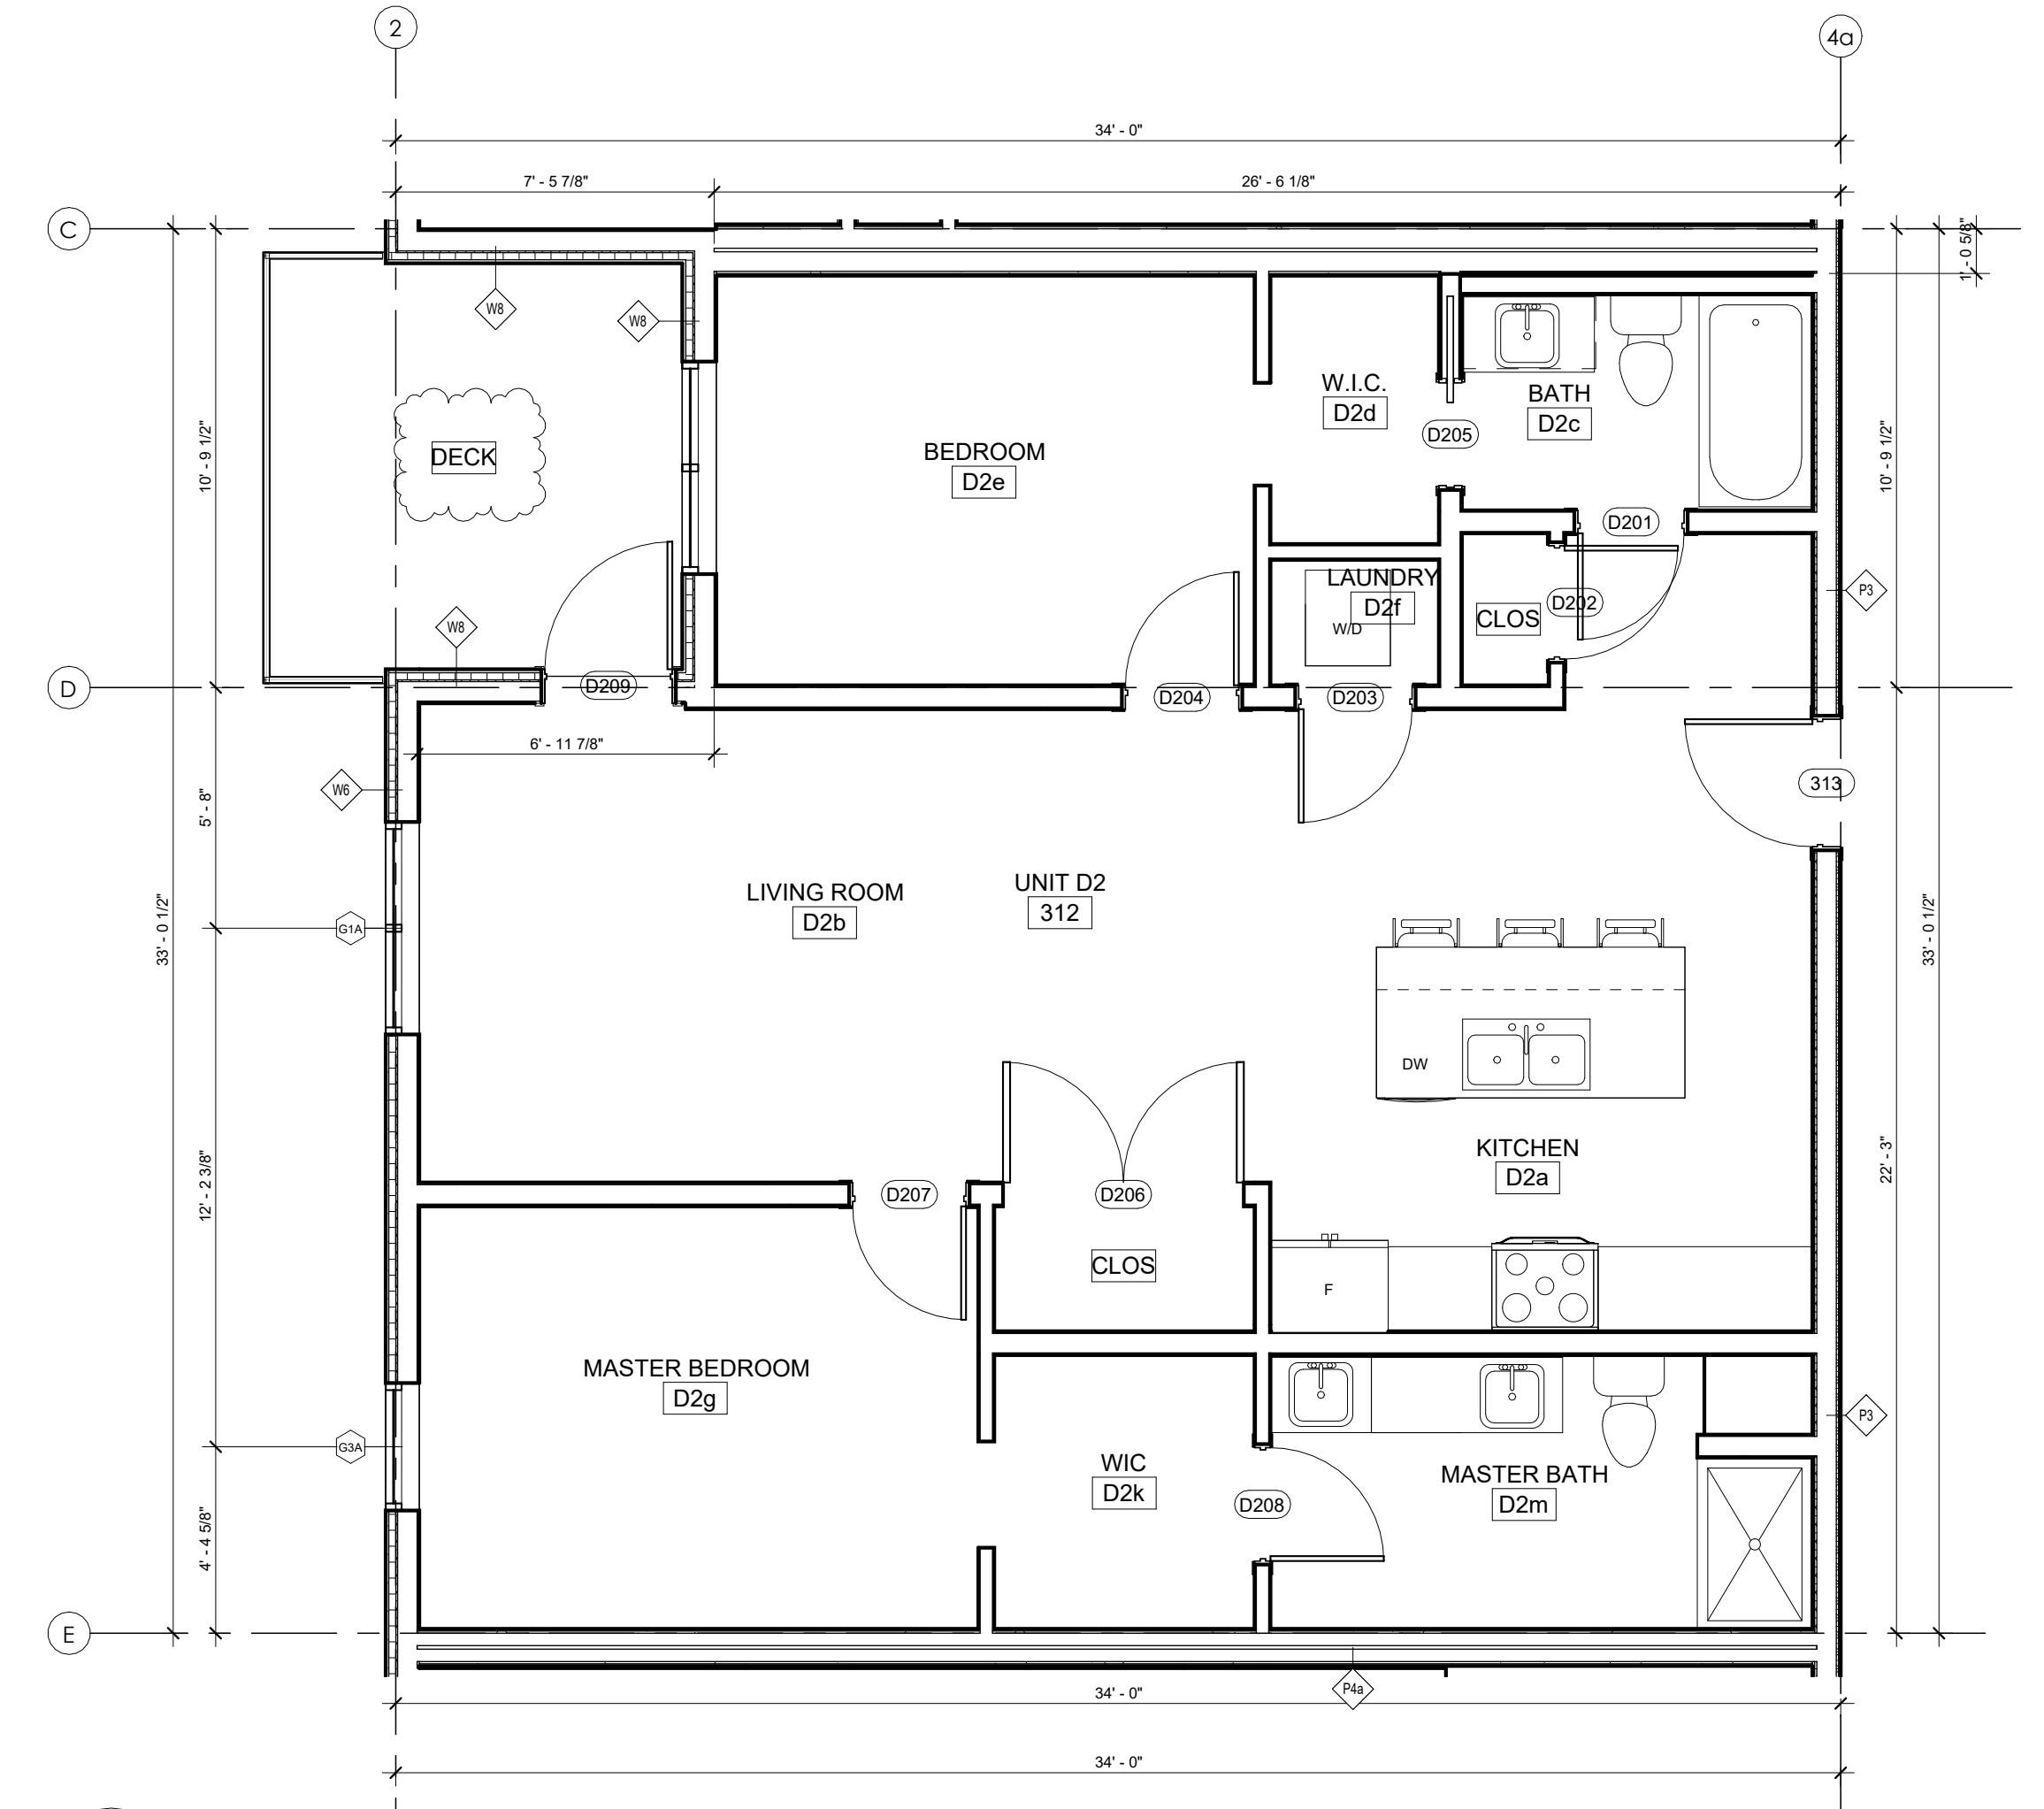 2
4a
34' - 0"
7' - 5 7/8"
26' - 6 1/8"
C
1' - 0 5/8"
W8
W8
W.I.C.
D2d
BATH
D2c
D205
BEDROOM
D2e
DECK
10' - 9 1/2"
10' - 9 1/2"
D201
LAUNDRY
D2f
W/D
CLOS
D202
P3
W8
D
D209
D204
D203
6' - 11 7/8"
W6
313
5' - 8"
LIVING ROOM
D2b
UNIT D2
312
G1A
33' - 0 1/2"
33' - 0 1/2"
DW
KITCHEN
D2a
22' - 3"
12' - 2 3/8"
D207
D206
CLOS
F
MASTER BEDROOM
D2g
P3
G3A
WIC
D2k
D208
MASTER BATH
D2m
4' - 4 5/8"
E
P4a
34' - 0"
34' - 0"